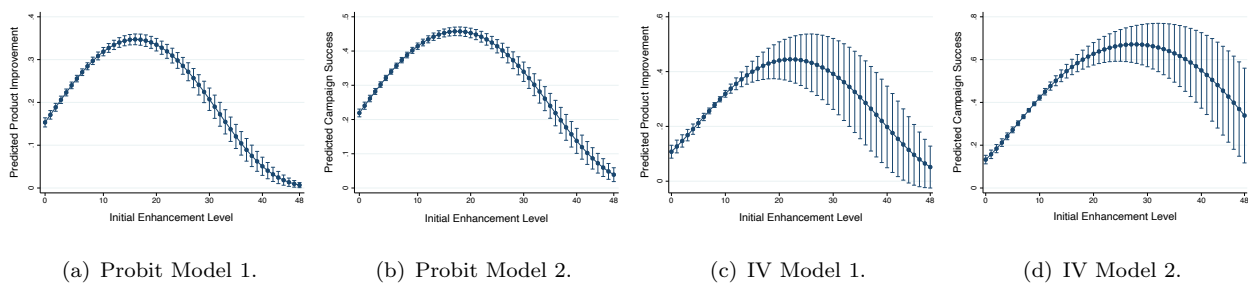 Predicted Product Improvement
.4
.3
.2
.1
0
0 10 20 30 40 48
Initial Enhancement Level
(a) Probit Model 1.
Predicted Campaign Success
.5
.4
.3
.2
.1
0
0 10 20 30 40 48
Initial Enhancement Level
(b) Probit Model 2.
Predicted Product Improvement
.6
.4
.2
0
0 10 20 30 40 48
Initial Enhancement Level
(c) IV Model 1.
Predicted Campaign Success
.8
.6
.4
.2
0
0 10 20 30 40 48
Initial Enhancement Level
(d) IV Model 2.